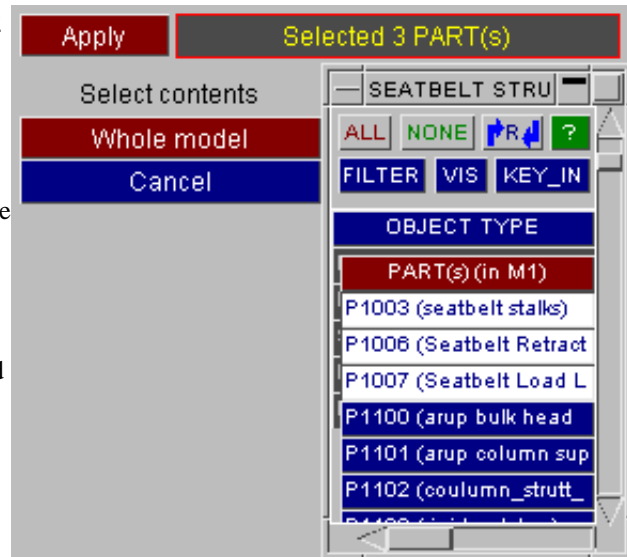 Apply
Selected 3 PART(s)
Select contents
Whole model
Cancel
SEATBELT STRU
ALL NONE R ?
FILTER VIS KEY_IN
OBJECT TYPE
PART(s) (in M1)
P1003 (seatbelt stalks)
P1006 (Seatbelt Retract
P1007 (Seatbelt Load L
P1100 (arup bulk head
P1101 (arup column sup
P1102 (coulumn_strutt_